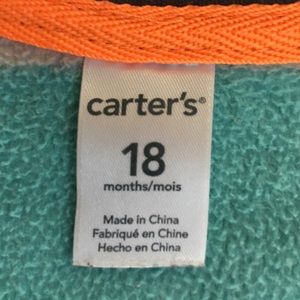 carter's®
18
months/mois
Made in China
Fabriqué en Chine
Hecho en China